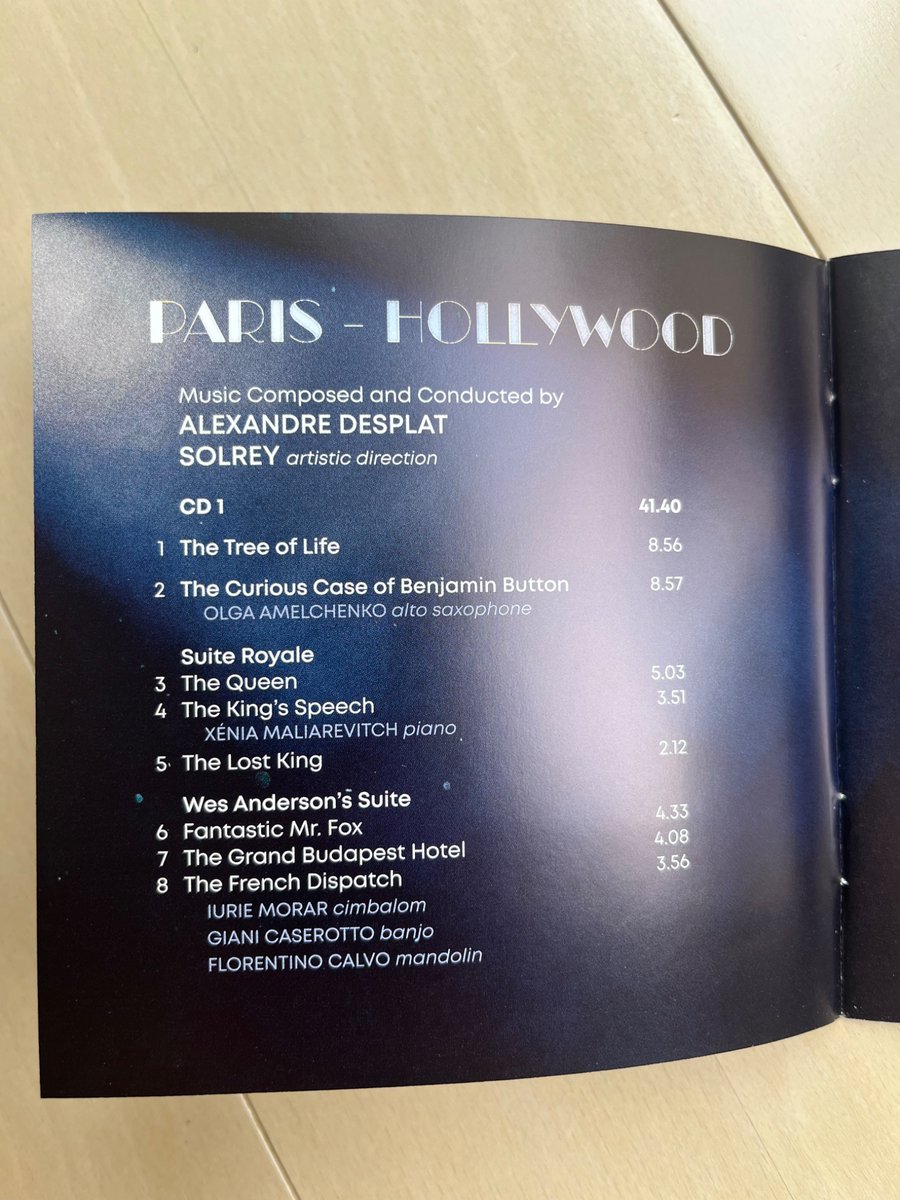 PARIS - HOLLYWOOD
Music Composed and Conducted by
ALEXANDRE DESPLAT
SOLREY artistic direction
CD 1 41.40
1 The Tree of Life 8.56
2 The Curious Case of Benjamin Button 8.57
OLGA AMELCHENKO alto saxophone
Suite Royale
3 The Queen 5.03
4 The King's Speech 3.51
XÉNIA MALIAREVITCH piano
5 The Lost King 2.12
Wes Anderson's Suite
6 Fantastic Mr. Fox 4.33
7 The Grand Budapest Hotel 4.08
8 The French Dispatch 3.56
IURIE MORAR cimbalom
GIANI CASEROTTO banjo
FLORENTINO CALVO mandolin